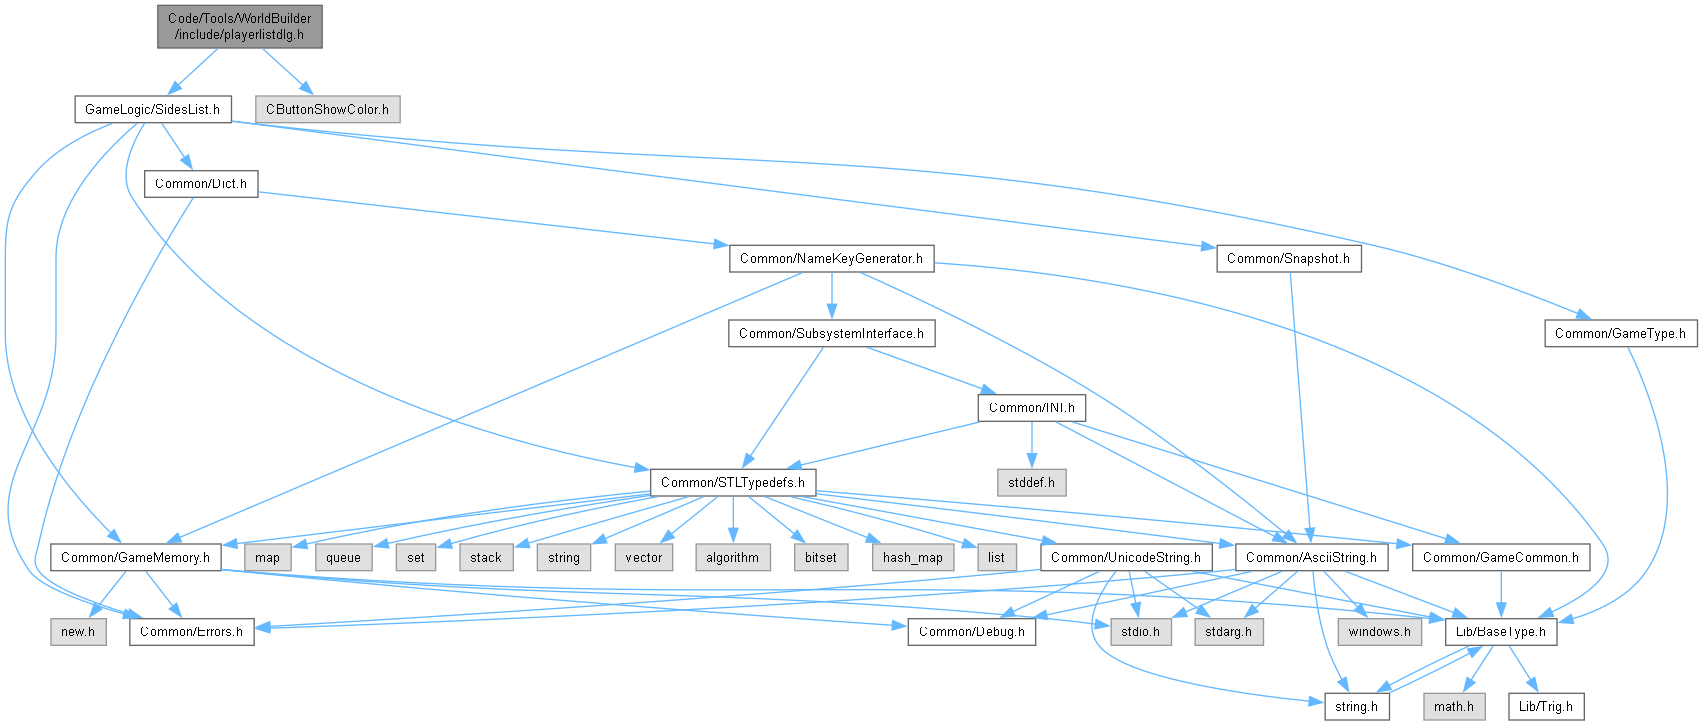 Code/Tools/WorldBuilder
/include/playerlistdlg.h
GameLogic/SidesList.h
CButtonShowColor.h
Common/Dict.h
Common/NameKeyGenerator.h
Common/Snapshot.h
Common/SubsystemInterface.h
Common/GameType.h
Common/INI.h
Common/STLTypedefs.h
stddef.h
Common/GameMemory.h
map
queue
set
stack
string
vector
algorithm
bitset
hash_map
list
Common/UnicodeString.h
Common/AsciiString.h
Common/GameCommon.h
new.h
Common/Errors.h
Common/Debug.h
stdio.h
stdarg.h
windows.h
Lib/BaseType.h
string.h
math.h
Lib/Trig.h